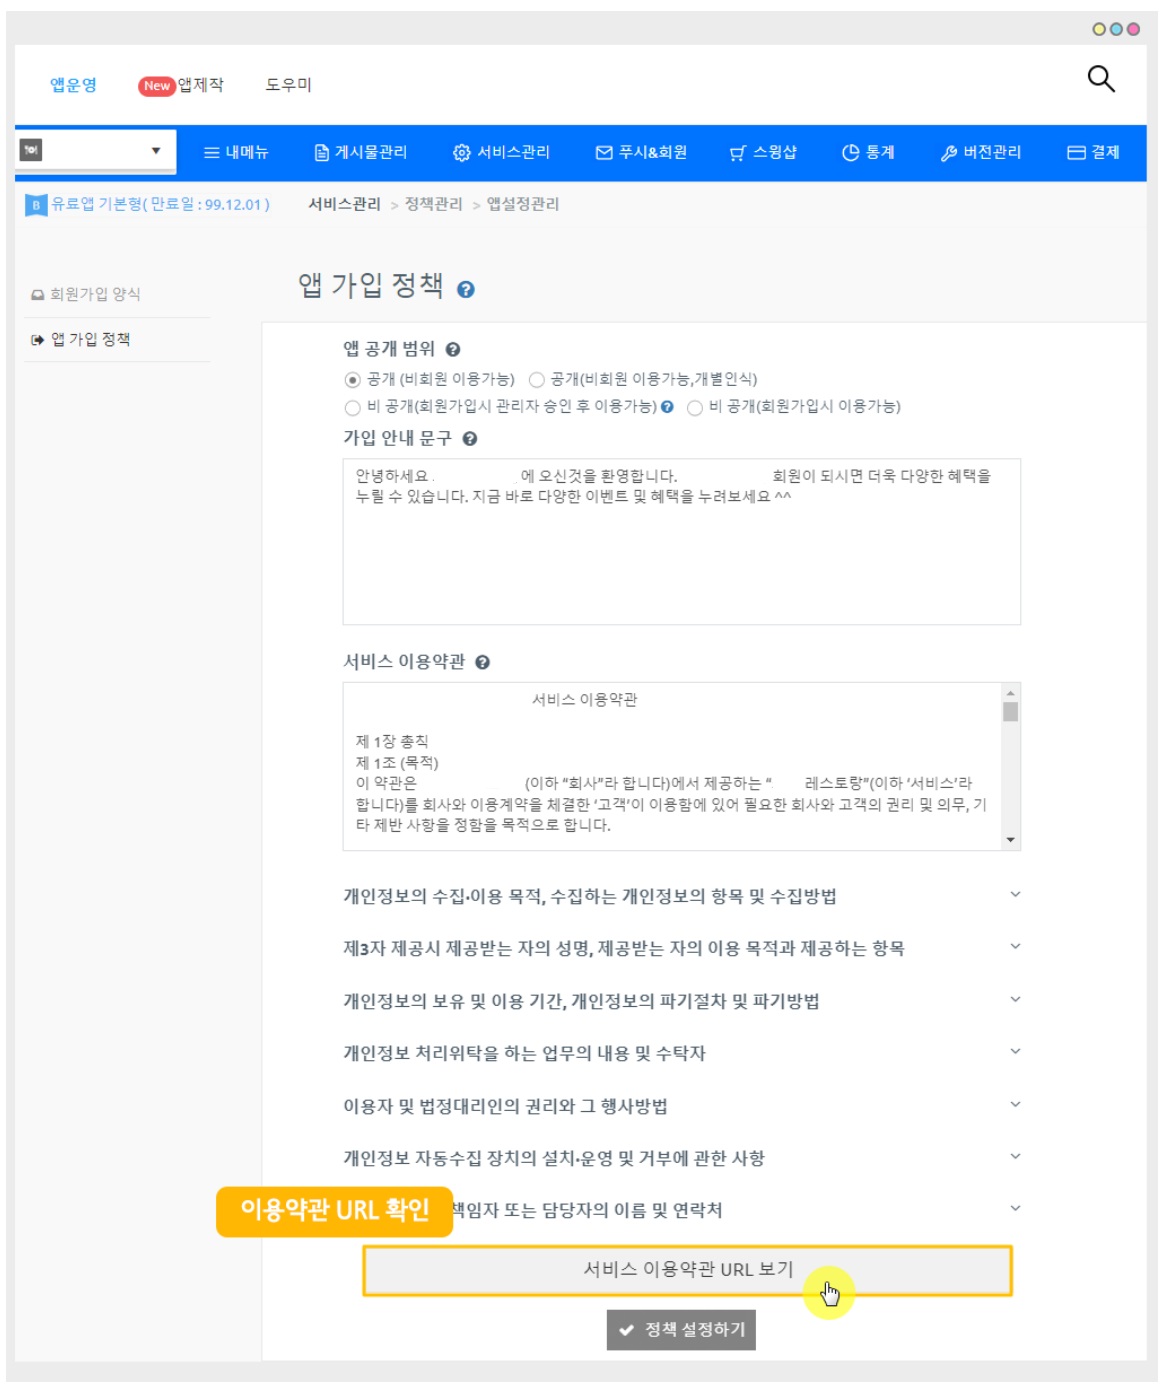 앱운영 New 앱제작 도우미
내메뉴 게시물관리 서비스관리 푸시&회원 스윙샵 통계 버전관리 결제
B 유료앱 기본형( 만료일 : 99.12.01 ) 서비스관리 > 정책관리 > 앱설정관리
회원가입 양식
앱 가입 정책
앱 가입 정책 ?
앱 공개 범위 ?
공개 (비회원 이용가능) 공개(비회원 이용가능,개별인식)
비 공개(회원가입시 관리자 승인 후 이용가능) ? 비 공개(회원가입시 이용가능)
가입 안내 문구 ?
안녕하세요 에 오신것을 환영합니다. 회원이 되시면 더욱 다양한 혜택을
누릴 수 있습니다. 지금 바로 다양한 이벤트 및 혜택을 누려보세요 ^^
서비스 이용약관 ?
서비스 이용약관
제 1장 총칙
제 1조 (목적)
이 약관은 (이하 “회사”라 합니다)에서 제공하는 “ 레스토랑”(이하 ‘서비스’라
합니다)를 회사와 이용계약을 체결한 ‘고객’이 이용함에 있어 필요한 회사와 고객의 권리 및 의무, 기
타 제반 사항을 정함을 목적으로 합니다.
개인정보의 수집·이용 목적, 수집하는 개인정보의 항목 및 수집방법
제3자 제공시 제공받는 자의 성명, 제공받는 자의 이용 목적과 제공하는 항목
개인정보의 보유 및 이용 기간, 개인정보의 파기절차 및 파기방법
개인정보 처리위탁을 하는 업무의 내용 및 수탁자
이용자 및 법정대리인의 권리와 그 행사방법
개인정보 자동수집 장치의 설치·운영 및 거부에 관한 사항
이용약관 URL 확인 책임자 또는 담당자의 이름 및 연락처
서비스 이용약관 URL 보기
정책 설정하기